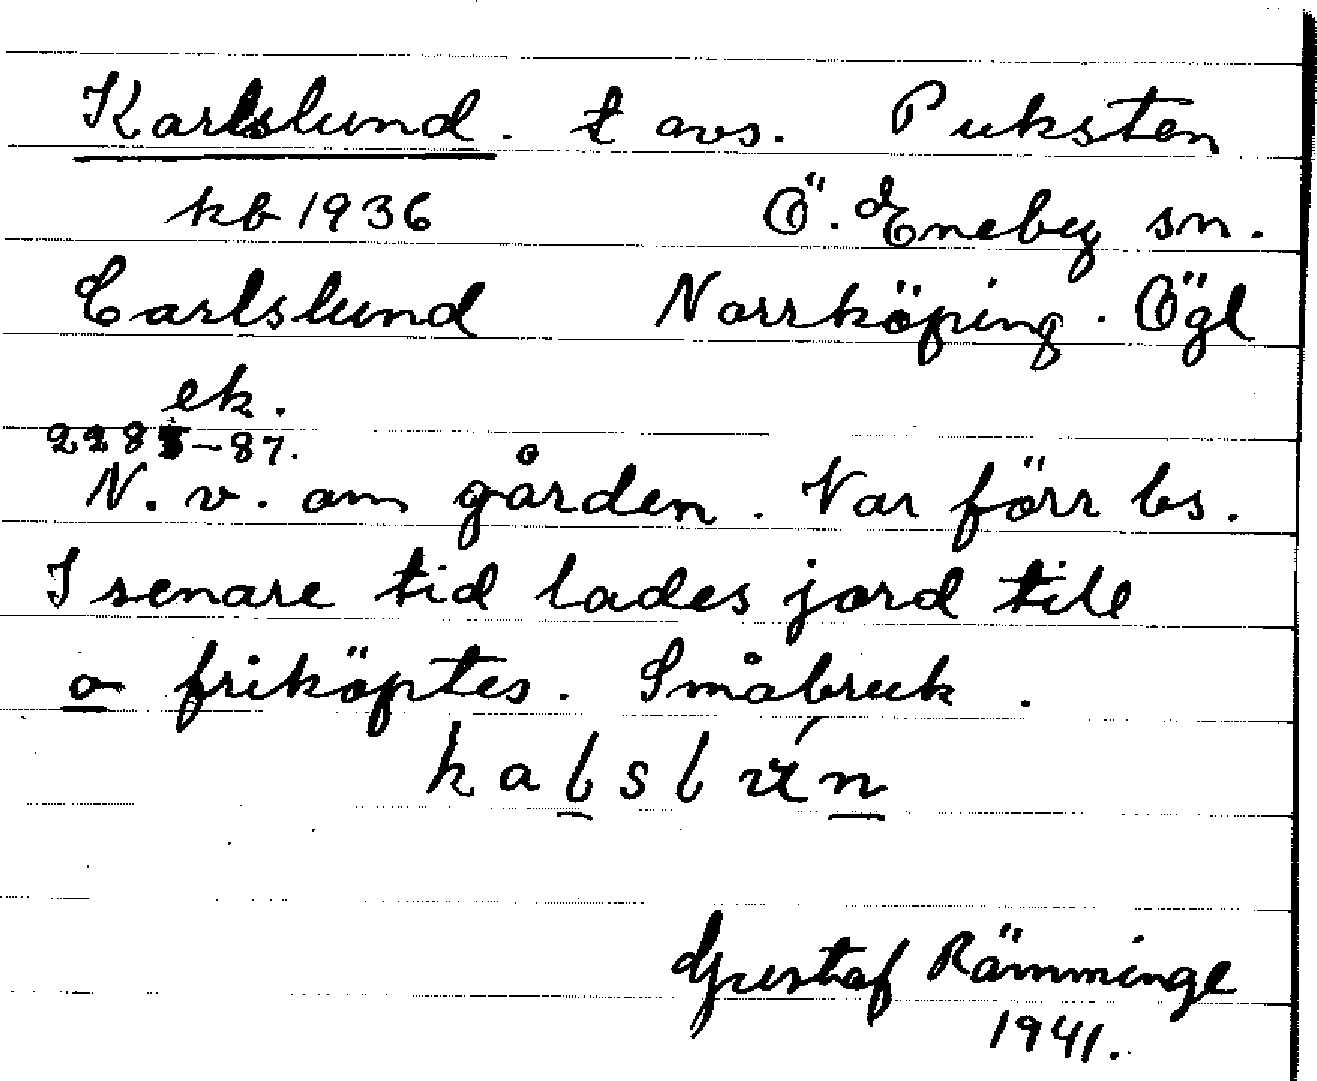 Karlslund. t avs. Puksten
kb 1936 Ö. Eneby sn.
Carlslund Norrköping. Ögl
ek.
2285–87.
N. v. om gården. Var förr bs.
I senare tid lades jord till
o friköptes. Småbruk.
kalslún
Gustaf Rämminge
1941.